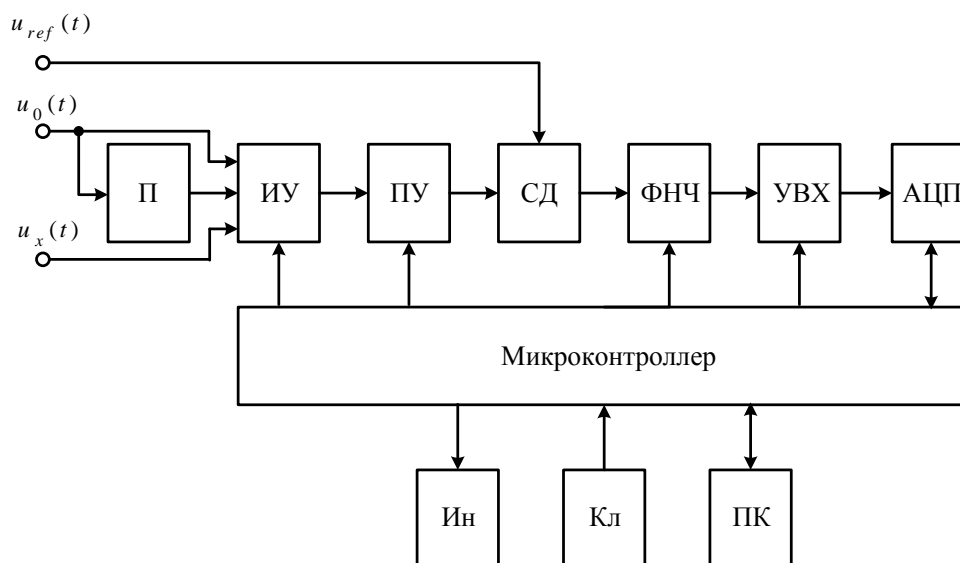 u_ref(t)
u_0(t)
П ИУ ПУ СД ФНЧ УВХ АЦП
u_x(t)
Микроконтроллер
Ин Кл ПК